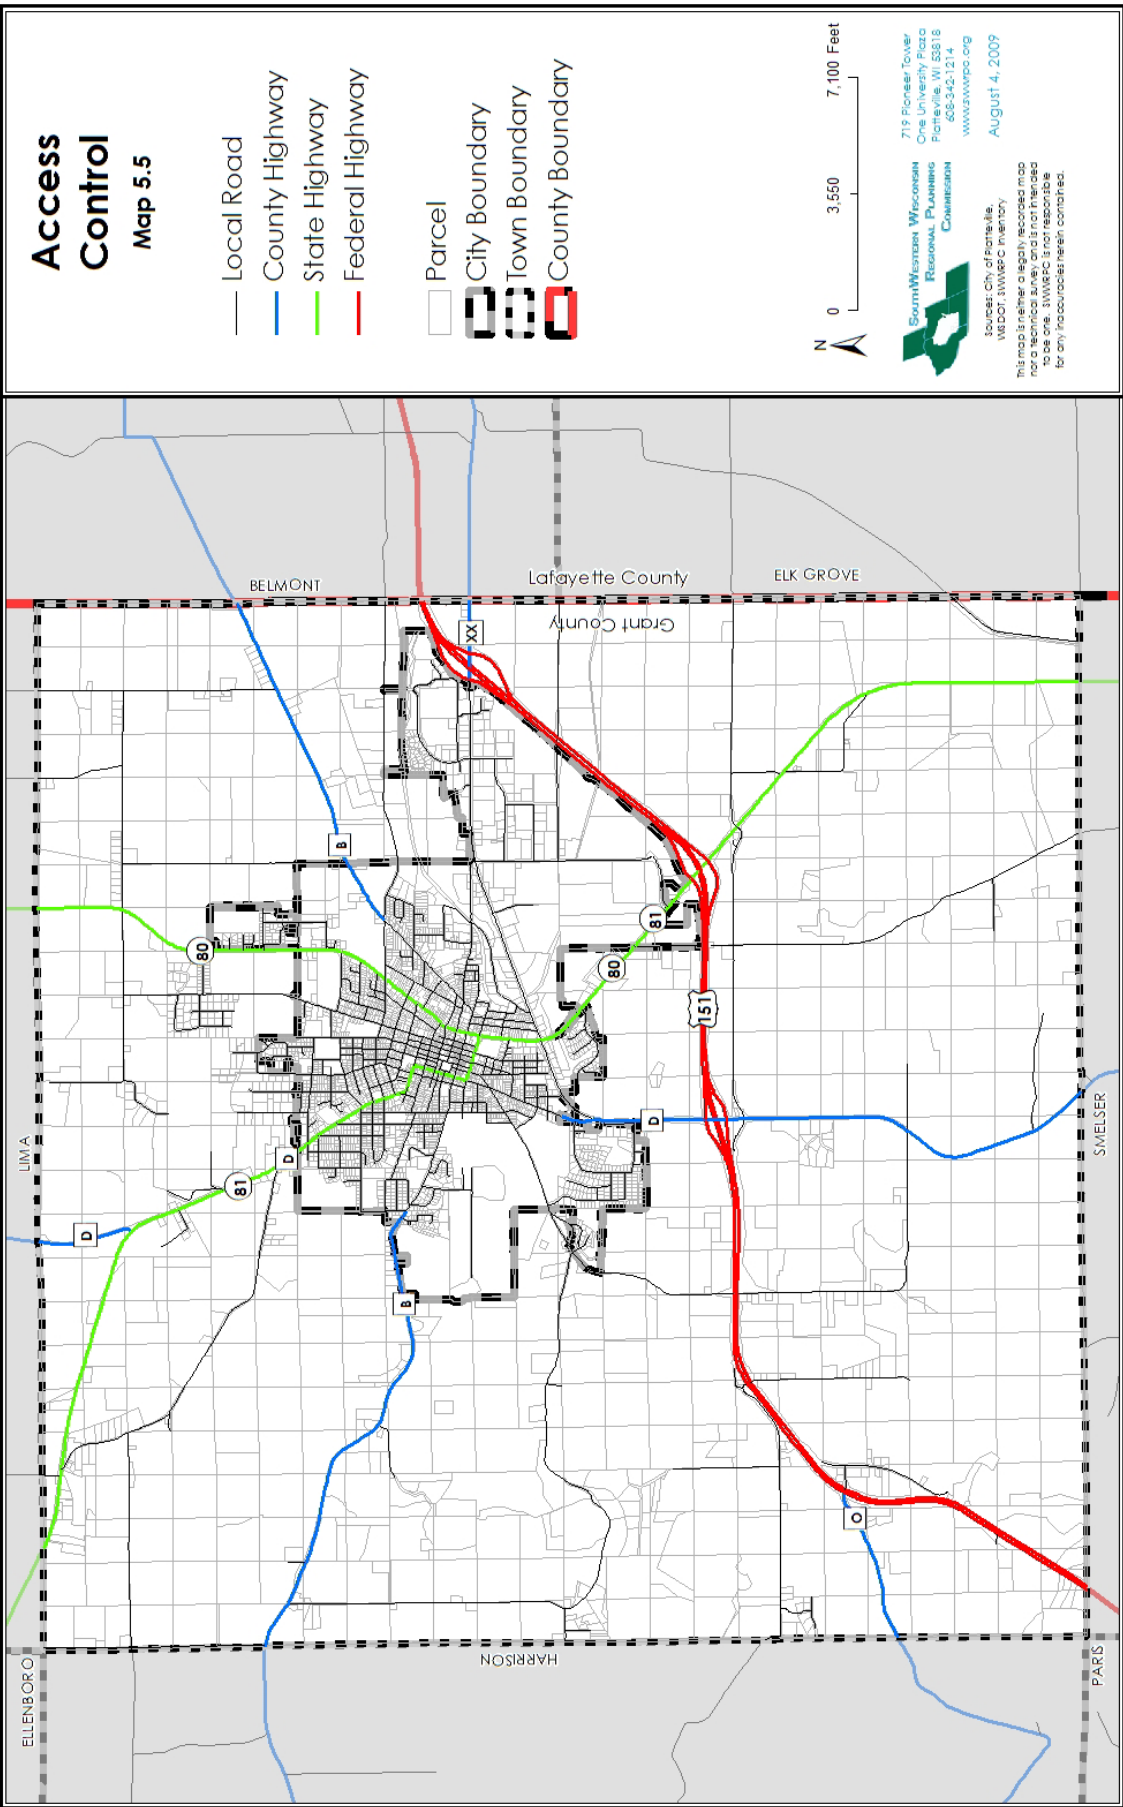 Access
Control
Map 5.5
Local Road
County Highway
State Highway
Federal Highway
Parcel
City Boundary
Town Boundary
County Boundary
N
0
3,550
7,100 Feet
SOUTHWESTERN WISCONSIN
REGIONAL PLANNING
COMMISSION
719 Pioneer Tower
One University Plaza
Platteville, WI 53818
608-342-1214
www.swwrpc.org
August 4, 2009
Sources: City of Platteville,
WISDOT, SWWRPC Inventory
This map is neither a legally recorded map
nor a technical survey and is not intended
to be one. SWWRPC is not responsible
for any inaccuracies herein contained.
ELLENBORO
LIMA
BELMONT
Lafayette County
Grant County
ELK GROVE
HARRISON
SMELSER
PARIS
D
81
D
80
B
XX
B
81
80
151
D
O